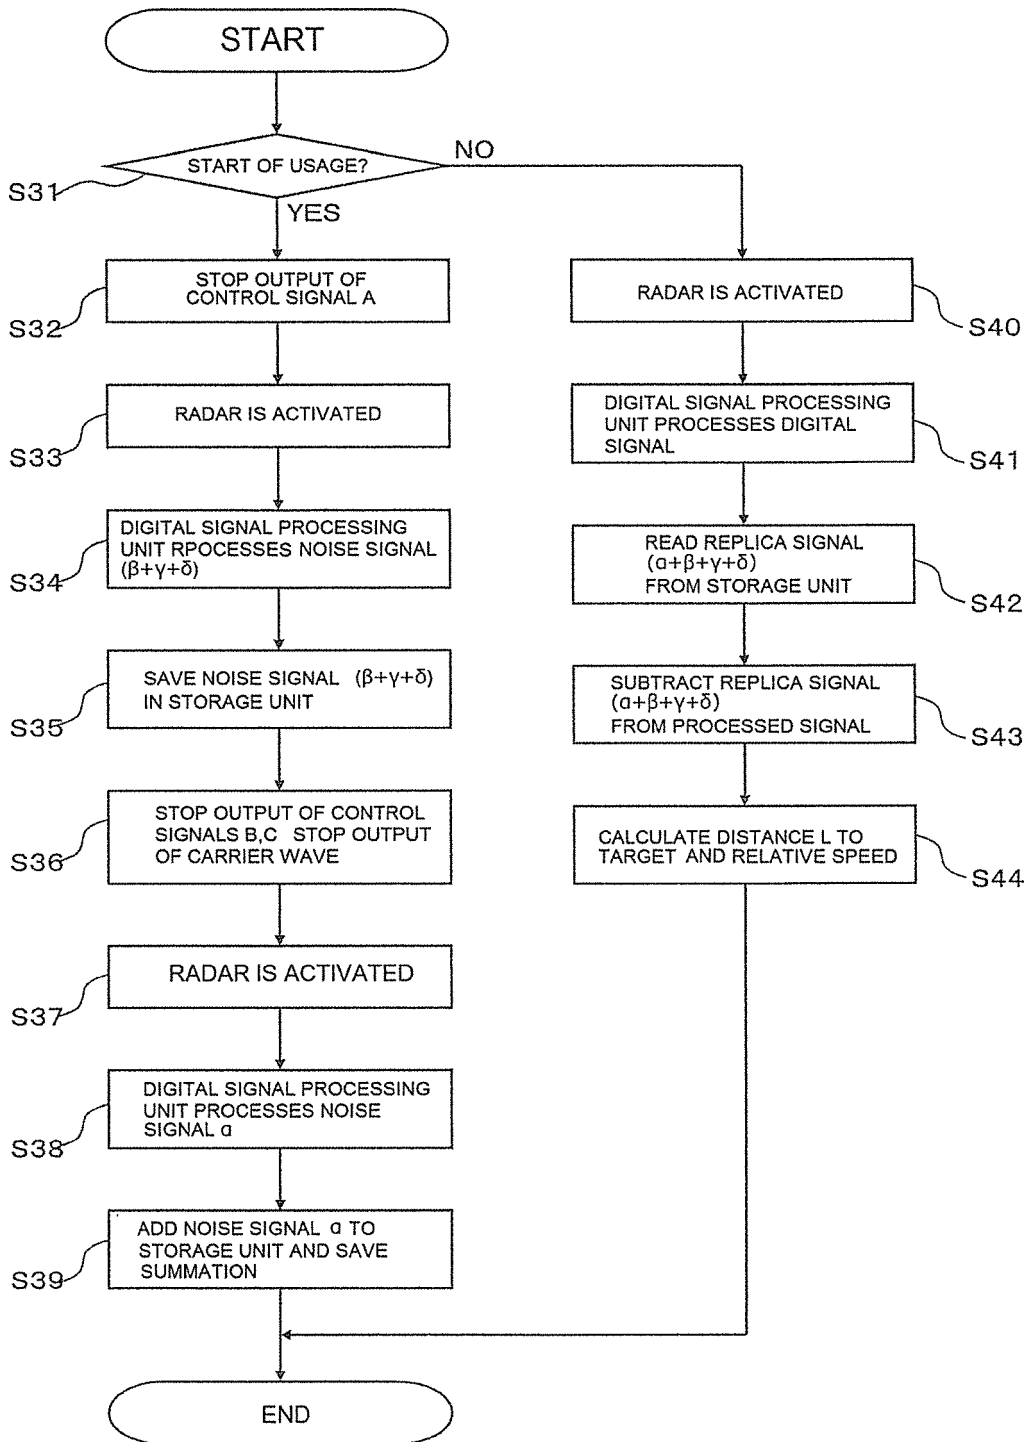 START
START OF USAGE?
NO
S31
YES
STOP OUTPUT OF
CONTROL SIGNAL A
S32
RADAR IS ACTIVATED
S33
DIGITAL SIGNAL PROCESSING
UNIT RPOCESSES NOISE SIGNAL
(β+γ+δ)
S34
SAVE NOISE SIGNAL (β+γ+δ)
IN STORAGE UNIT
S35
STOP OUTPUT OF CONTROL
SIGNALS B,C STOP OUTPUT
OF CARRIER WAVE
S36
RADAR IS ACTIVATED
S37
DIGITAL SIGNAL PROCESSING
UNIT PROCESSES NOISE
SIGNAL α
S38
ADD NOISE SIGNAL α TO
STORAGE UNIT AND SAVE
SUMMATION
S39
RADAR IS ACTIVATED
S40
DIGITAL SIGNAL PROCESSING
UNIT PROCESSES DIGITAL
SIGNAL
S41
READ REPLICA SIGNAL
(α+β+γ+δ)
FROM STORAGE UNIT
S42
SUBTRACT REPLICA SIGNAL
(α+β+γ+δ)
FROM PROCESSED SIGNAL
S43
CALCULATE DISTANCE L TO
TARGET AND RELATIVE SPEED
S44
END